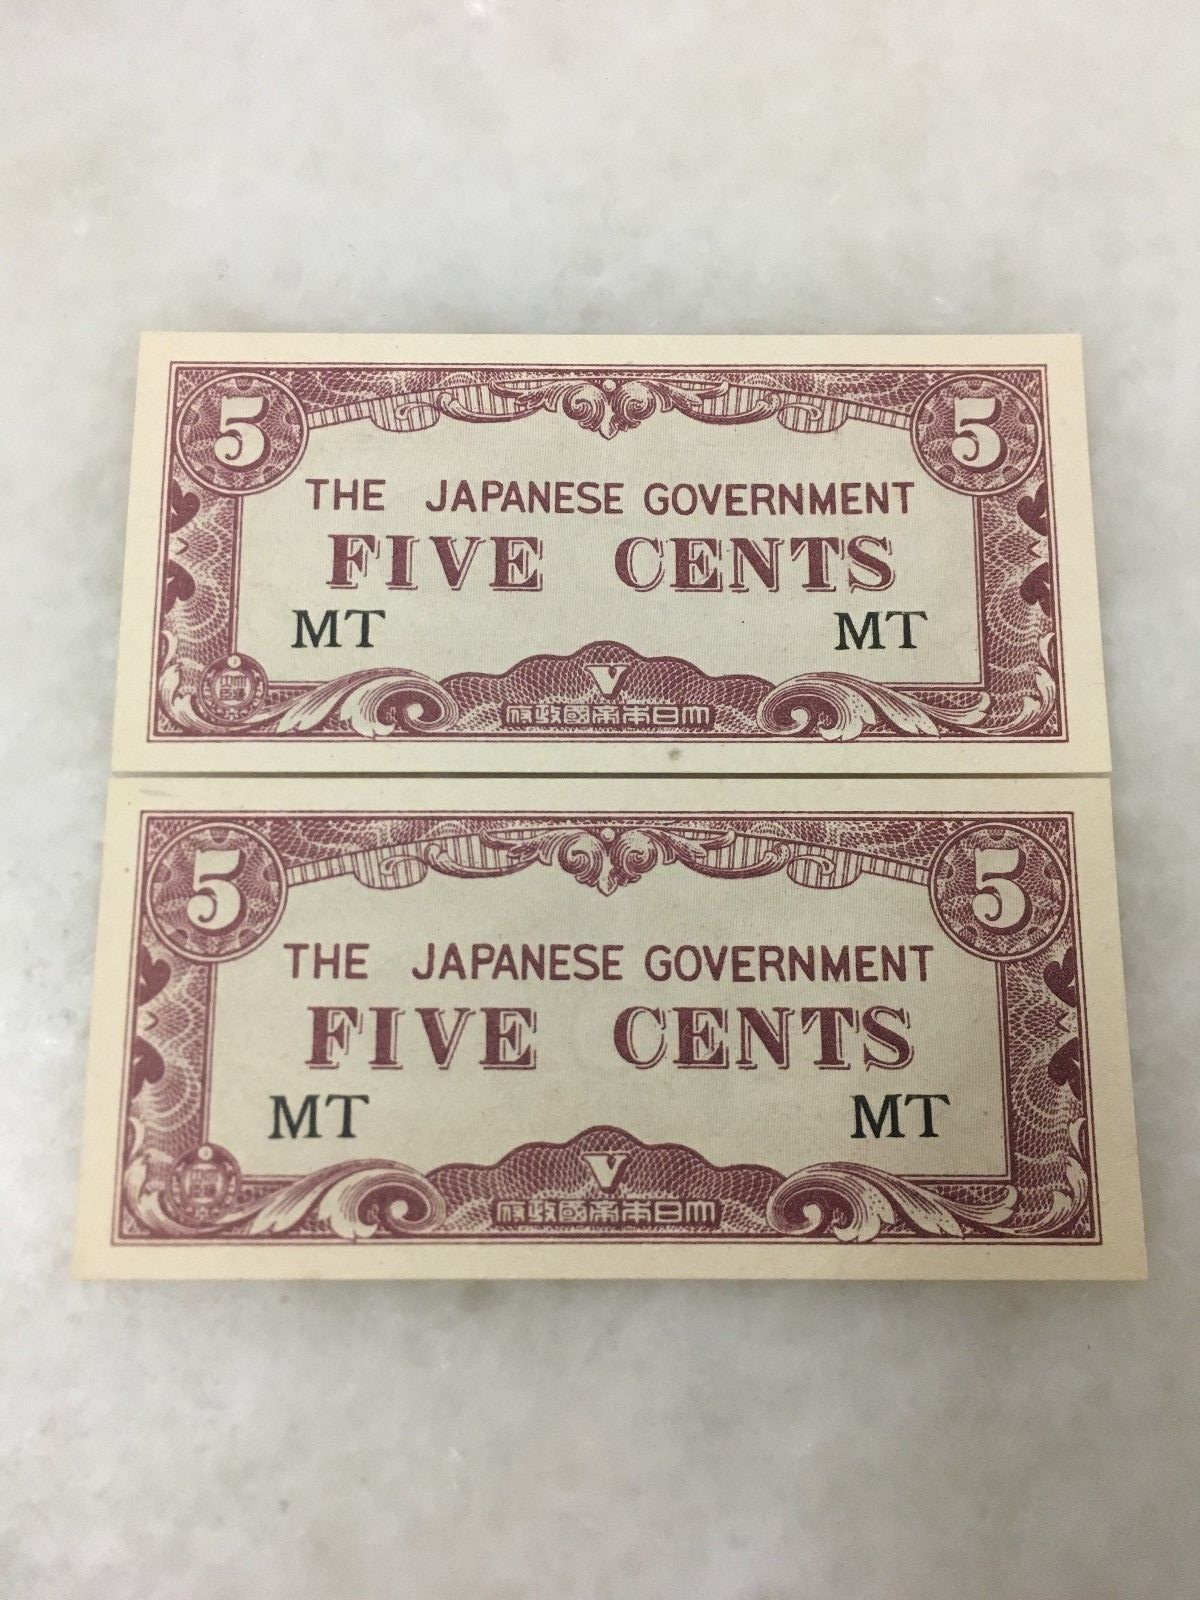 5 5
THE JAPANESE GOVERNMENT
FIVE CENTS
MT MT
V
府政國帝本日大
5 5
THE JAPANESE GOVERNMENT
FIVE CENTS
MT MT
V
府政國帝本日大